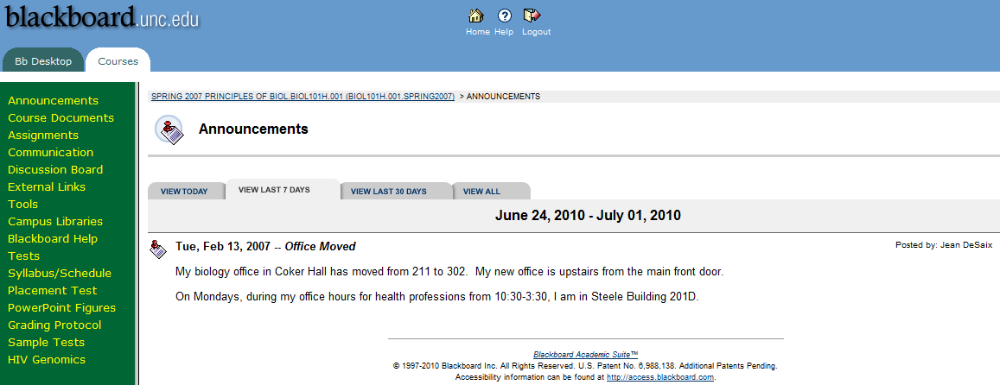 blackboard.unc.edu
Home Help Logout
Bb Desktop Courses
Announcements
Course Documents
Assignments
Communication
Discussion Board
External Links
Tools
Campus Libraries
Blackboard Help
Tests
Syllabus/Schedule
Placement Test
PowerPoint Figures
Grading Protocol
Sample Tests
HIV Genomics
SPRING 2007 PRINCIPLES OF BIOL.BIOL101H.001 (BIOL101H.001.SPRING2007) > ANNOUNCEMENTS
Announcements
VIEW TODAY VIEW LAST 7 DAYS VIEW LAST 30 DAYS VIEW ALL
June 24, 2010 - July 01, 2010
Tue, Feb 13, 2007 -- Office Moved Posted by: Jean DeSaix
My biology office in Coker Hall has moved from 211 to 302. My new office is upstairs from the main front door.
On Mondays, during my office hours for health professions from 10:30-3:30, I am in Steele Building 201D.
Blackboard Academic Suite™
© 1997-2010 Blackboard Inc. All Rights Reserved. U.S. Patent No. 6,988,138. Additional Patents Pending.
Accessibility information can be found at http://access.blackboard.com.